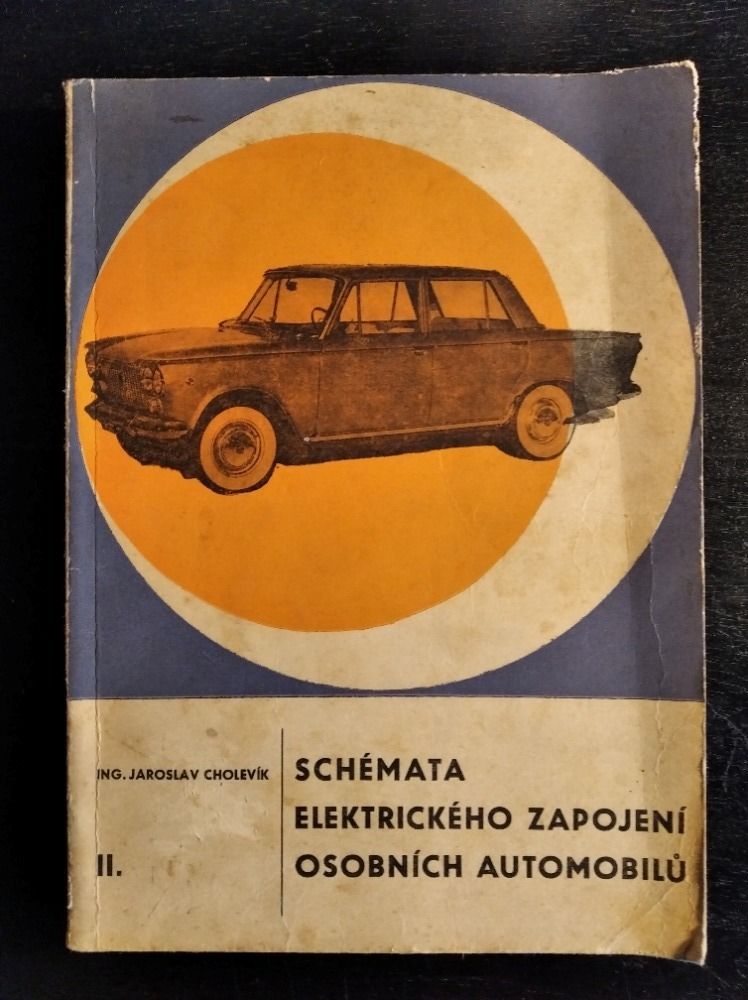 ING. JAROSLAV CHOLEVÍK
II.
SCHÉMATA
ELEKTRICKÉHO ZAPOJENÍ
OSOBNÍCH AUTOMOBILŮ